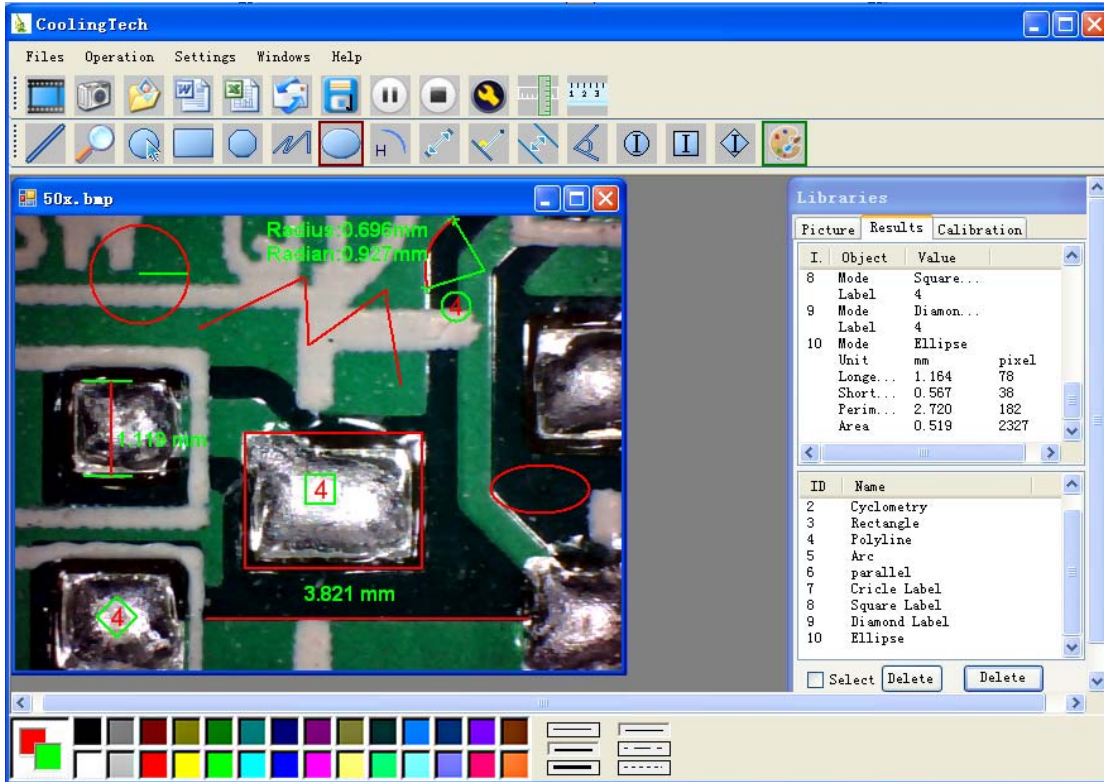 CoolingTech
Files Operation Settings Windows Help
1 2 3
H
I I I
50x.bmp
Radius:0.696mm
Radian:0.927mm
4
1.119 mm
4
3.821 mm
4
Libraries
Picture Results Calibration
I. Object Value
8 Mode Square...
Label 4
9 Mode Diamon...
Label 4
10 Mode Ellipse
Unit mm pixel
Longe... 1.164 78
Short... 0.567 38
Perim... 2.720 182
Area 0.519 2327
ID Name
2 Cyclometry
3 Rectangle
4 Polyline
5 Arc
6 parallel
7 Cricle Label
8 Square Label
9 Diamond Label
10 Ellipse
Select Delete Delete